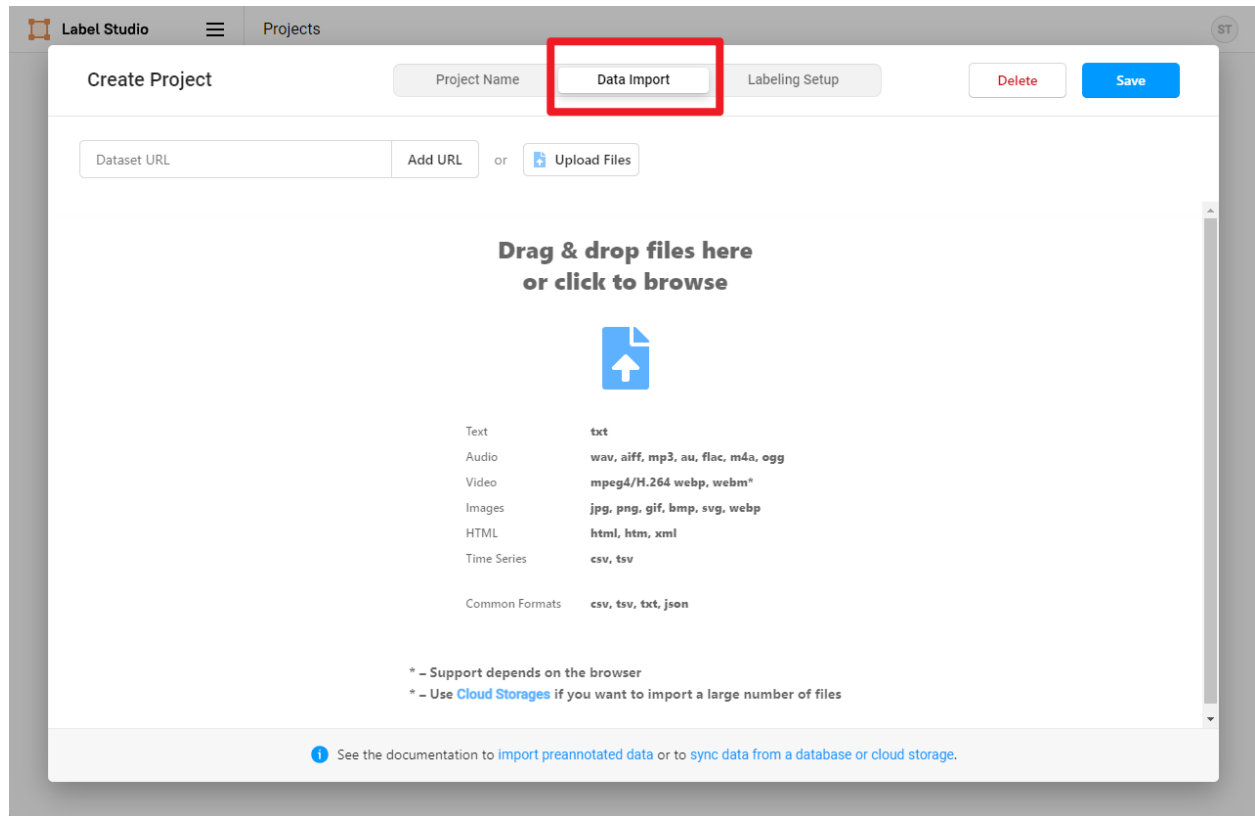 Label Studio Projects ST
Create Project Project Name Data Import Labeling Setup Delete Save
Dataset URL Add URL or Upload Files
Drag & drop files here
or click to browse
Text txt
Audio wav, aiff, mp3, au, flac, m4a, ogg
Video mpeg4/H.264 webp, webm*
Images jpg, png, gif, bmp, svg, webp
HTML html, htm, xml
Time Series csv, tsv
Common Formats csv, tsv, txt, json
* – Support depends on the browser
* – Use Cloud Storages if you want to import a large number of files
See the documentation to import preannotated data or to sync data from a database or cloud storage.